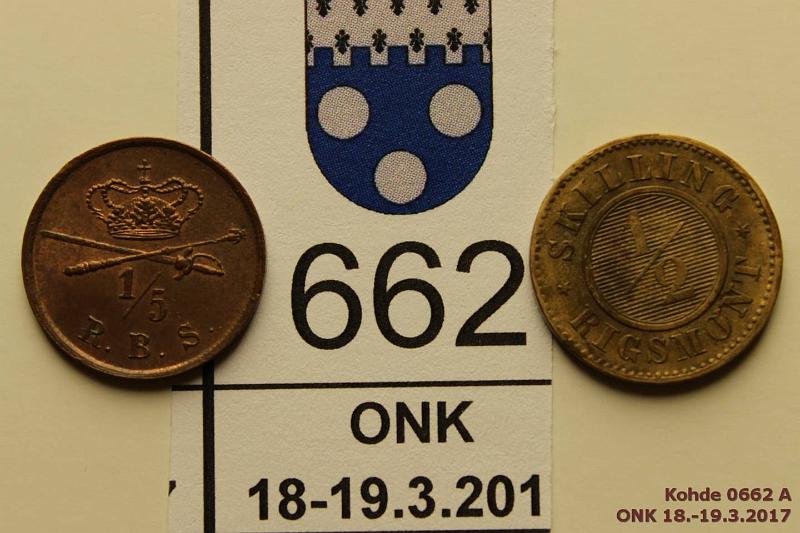 1/5
R.B.S.
662
ONK
18-19.3.201
* SKILLING *
1/2
RIGSMONT
Kohde 0662 A
ONK 18.-19.3.2017